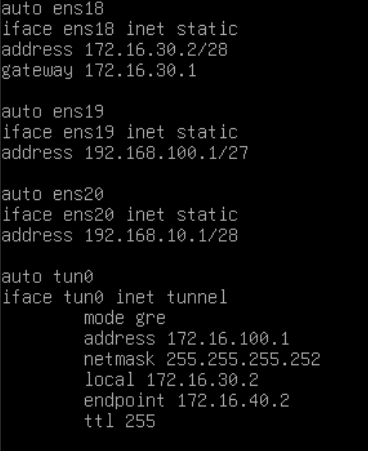 auto ens18
iface ens18 inet static
address 172.16.30.2/28
gateway 172.16.30.1

auto ens19
iface ens19 inet static
address 192.168.100.1/27

auto ens20
iface ens20 inet static
address 192.168.10.1/28

auto tun0
iface tun0 inet tunnel
        mode gre
        address 172.16.100.1
        netmask 255.255.255.252
        local 172.16.30.2
        endpoint 172.16.40.2
        ttl 255